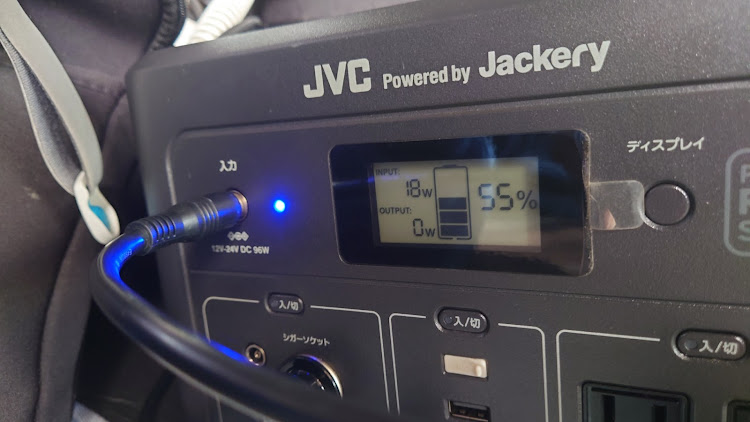 JVC Powered by Jackery
ディスプレイ
入力
INPUT:
18w
OUTPUT:
0w
55%
12V-24V DC 96W
入/切
入/切
入/切
シガーソケット